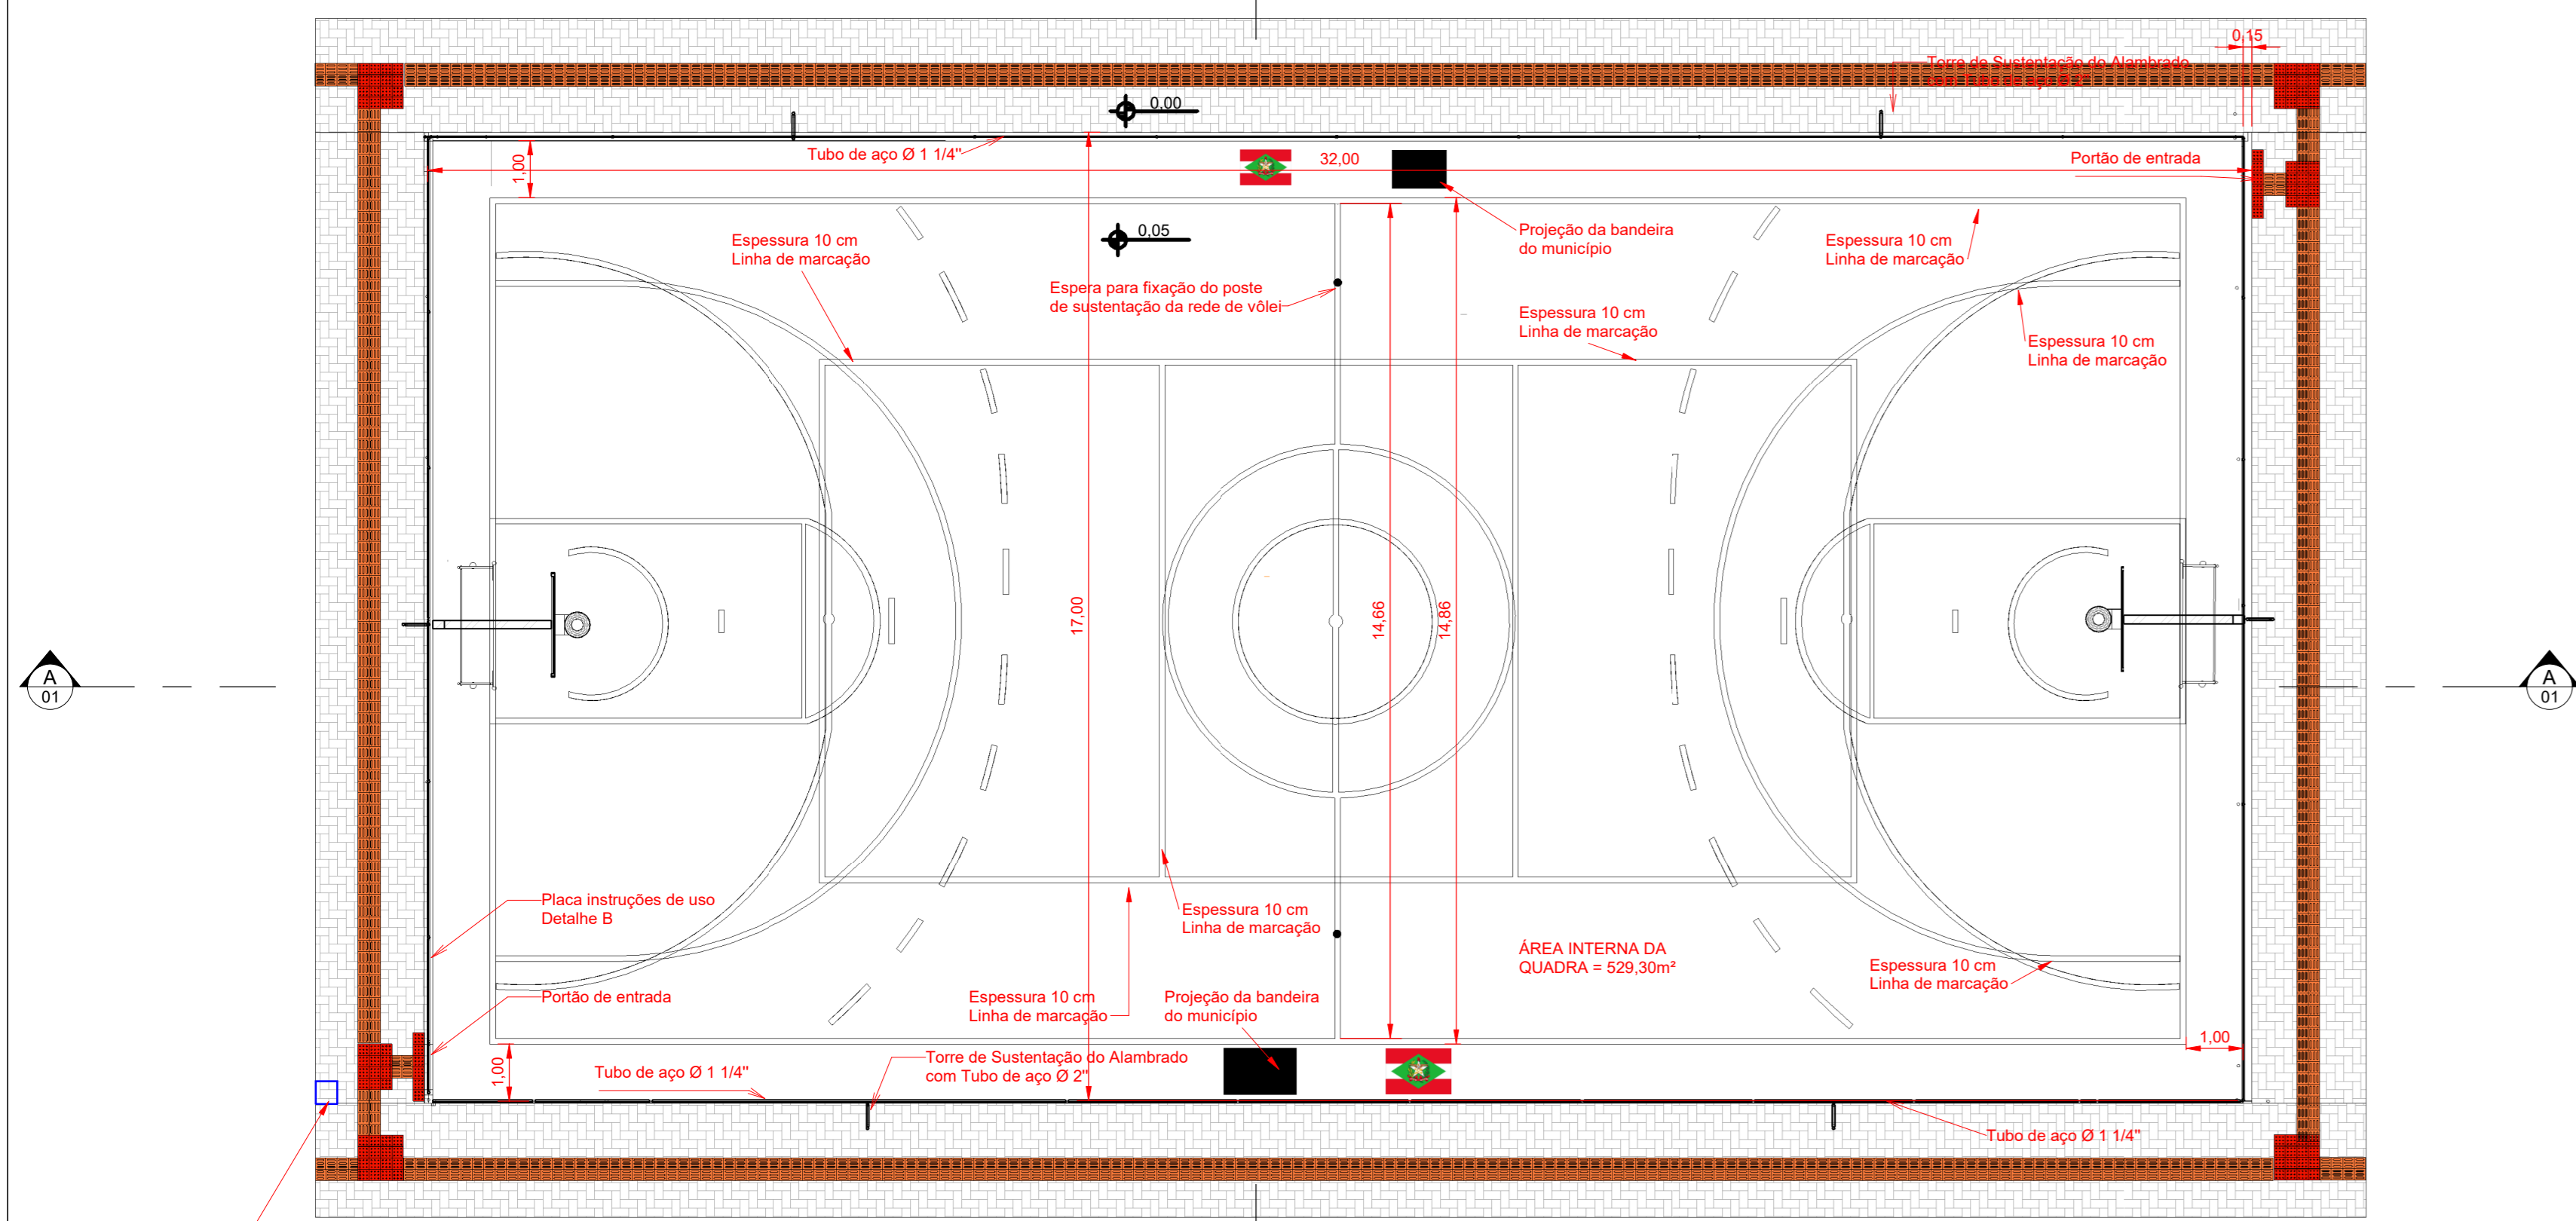 0,15
Torre de Sustentação do Alambrado
com Tubo de aço Ø 2"
0,00
Tubo de aço Ø 1 1/4"
32,00
Portão de entrada
1,00
Projeção da bandeira
do município
0,05
Espessura 10 cm
Linha de marcação
Espessura 10 cm
Linha de marcação
Espera para fixação do poste
de sustentação da rede de vôlei
Espessura 10 cm
Linha de marcação
Espessura 10 cm
Linha de marcação
17,00
14,66
14,86
A
01
A
01
Placa instruções de uso
Detalhe B
Espessura 10 cm
Linha de marcação
ÁREA INTERNA DA
QUADRA = 529,30m²
Espessura 10 cm
Linha de marcação
Portão de entrada
Espessura 10 cm
Linha de marcação
Projeção da bandeira
do município
1,00
1,00
Torre de Sustentação do Alambrado
com Tubo de aço Ø 2"
Tubo de aço Ø 1 1/4"
Tubo de aço Ø 1 1/4"